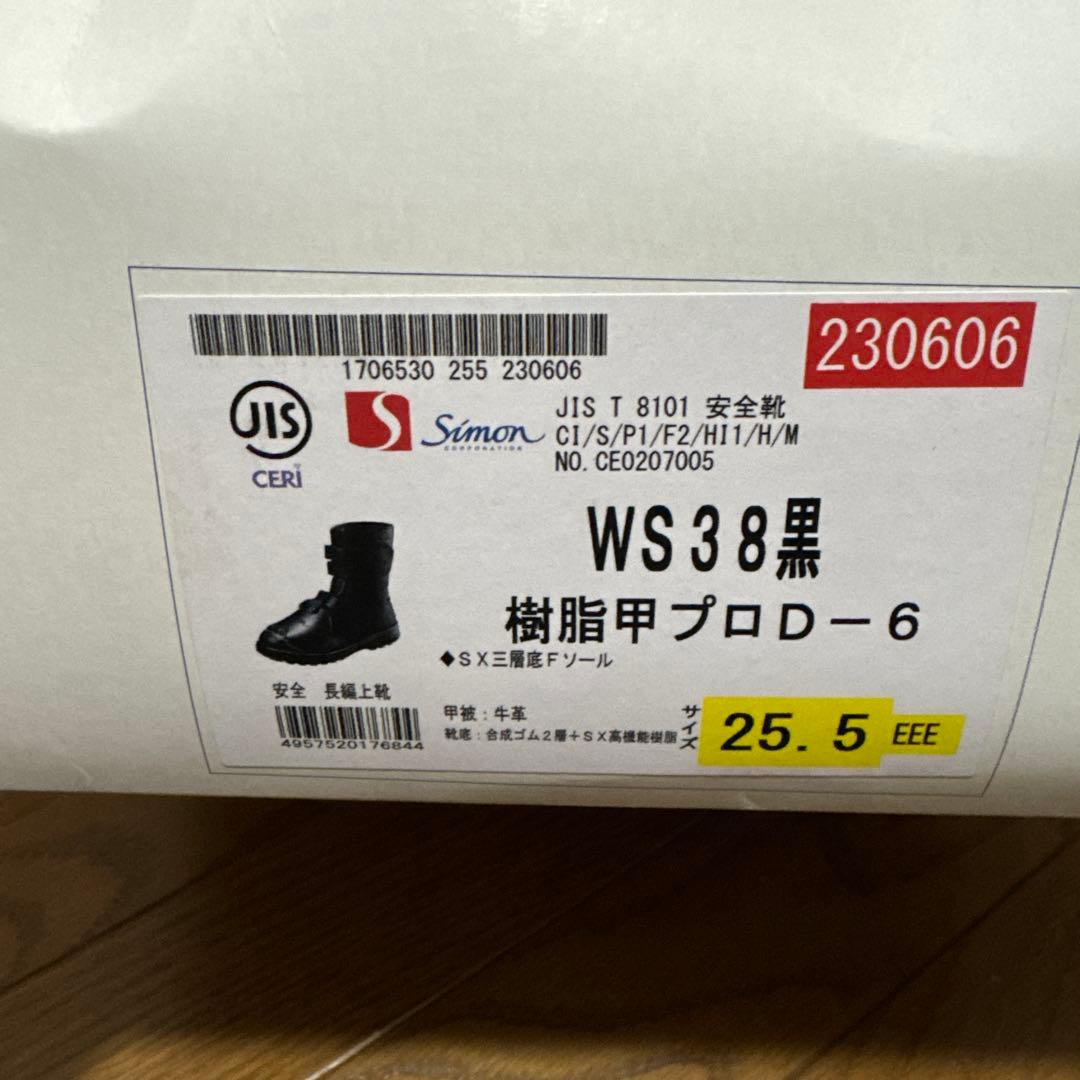 1706530 255 230606
230606
JIS
CERI
S
Simon
CORPORATION
JIS T 8101 安全靴
CI/S/P1/F2/HI1/H/M
NO.CE0207005
WS38黒
樹脂甲プロD-6
◆SX三層底Fソール
安全 長編上靴
4957520176844
甲被:牛革
靴底:合成ゴム2層+SX高機能樹脂
サイズ
25.5
EEE